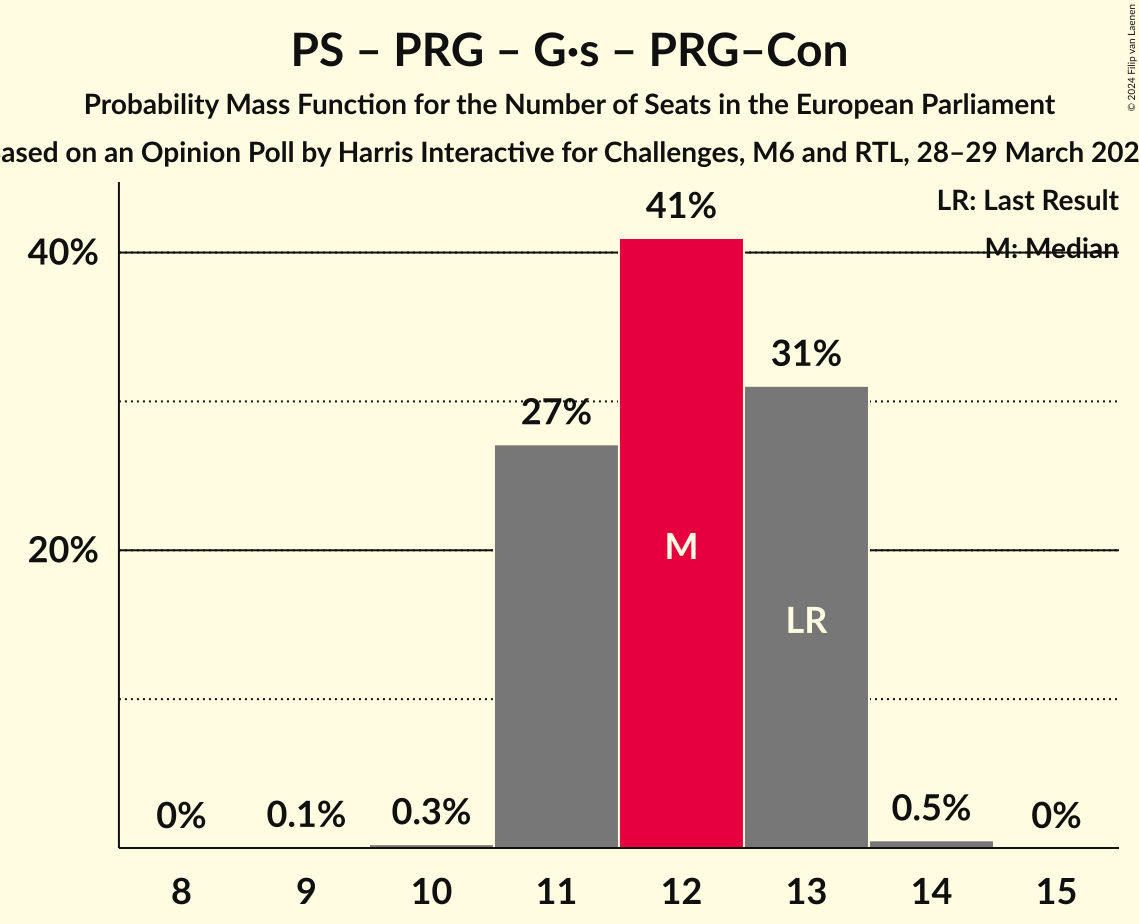 PS – PRG – G·s – PRG–Con
Probability Mass Function for the Number of Seats in the European Parliament
ased on an Opinion Poll by Harris Interactive for Challenges, M6 and RTL, 28–29 March 202
© 2024 Filip van Laenen
LR: Last Result
M: Median
40%
20%
0%
0.1%
0.3%
27%
41%
31%
0.5%
0%
M
LR
8
9
10
11
12
13
14
15